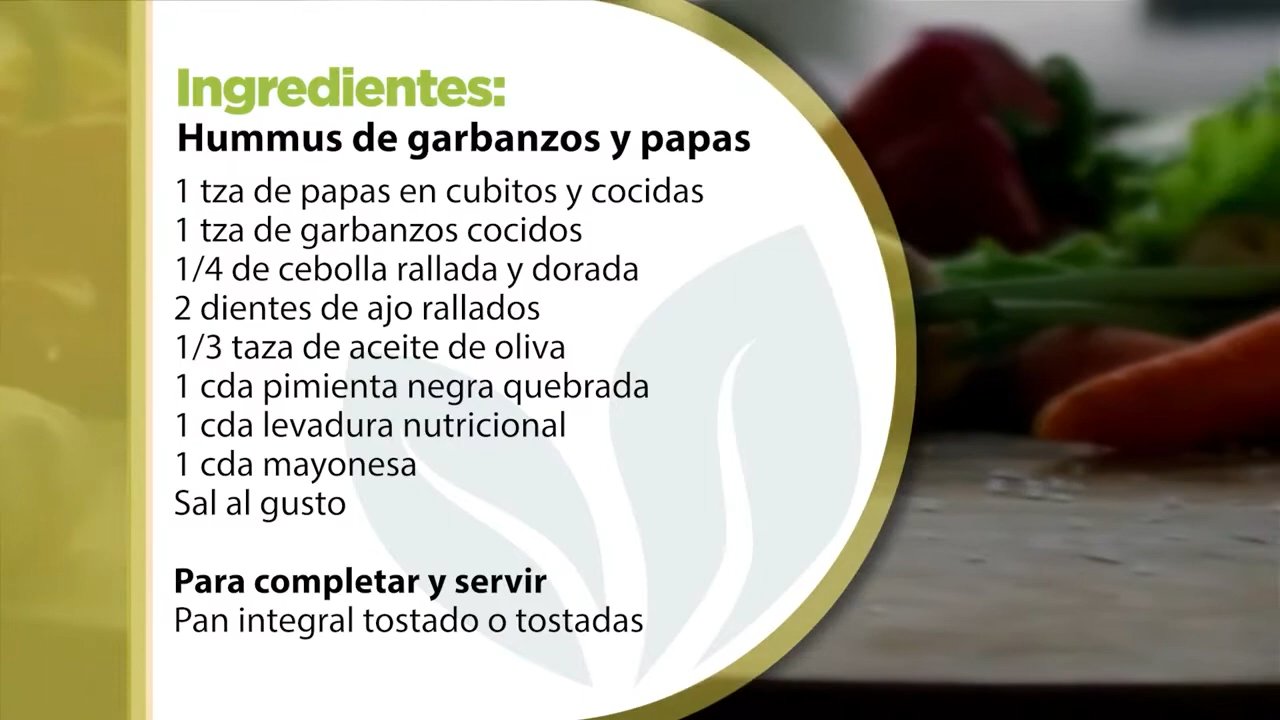 Ingredientes:
Hummus de garbanzos y papas
1 tza de papas en cubitos y cocidas
1 tza de garbanzos cocidos
1/4 de cebolla rallada y dorada
2 dientes de ajo rallados
1/3 taza de aceite de oliva
1 cda pimienta negra quebrada
1 cda levadura nutricional
1 cda mayonesa
Sal al gusto
Para completar y servir
Pan integral tostado o tostadas